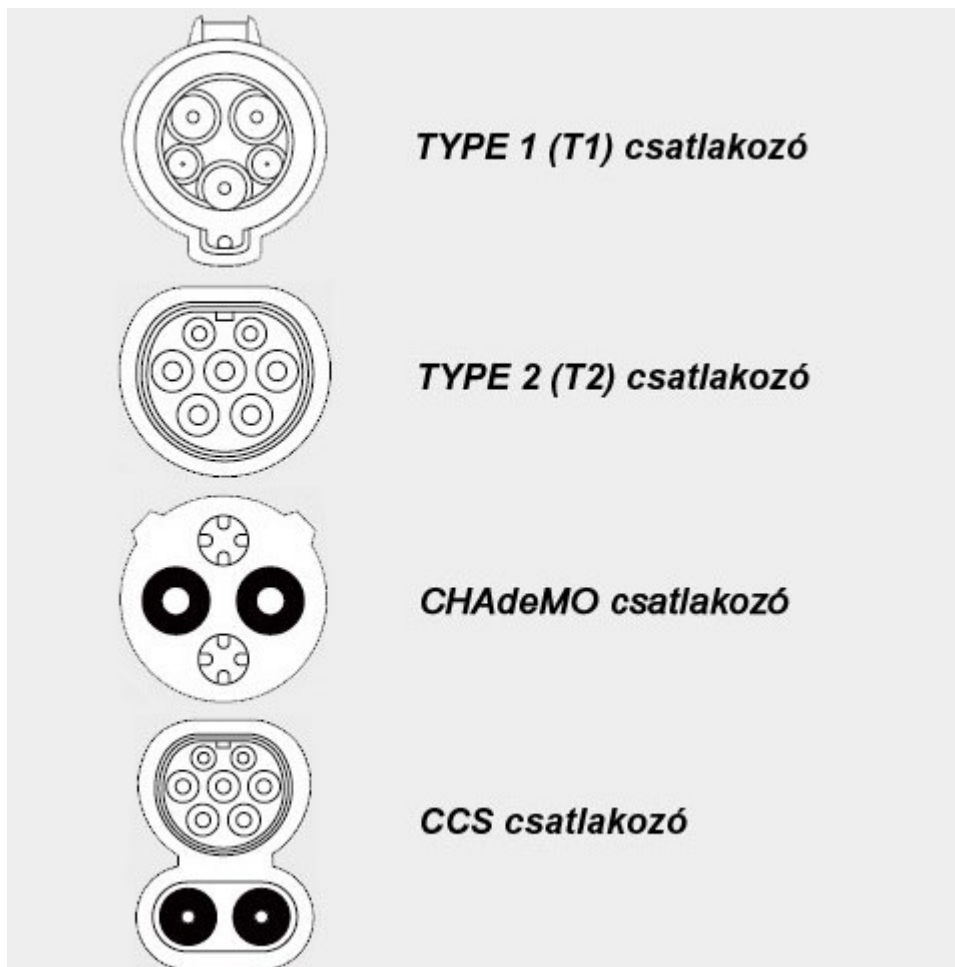 TYPE 1 (T1) csatlakozó
TYPE 2 (T2) csatlakozó
CHAdeMO csatlakozó
CCS csatlakozó